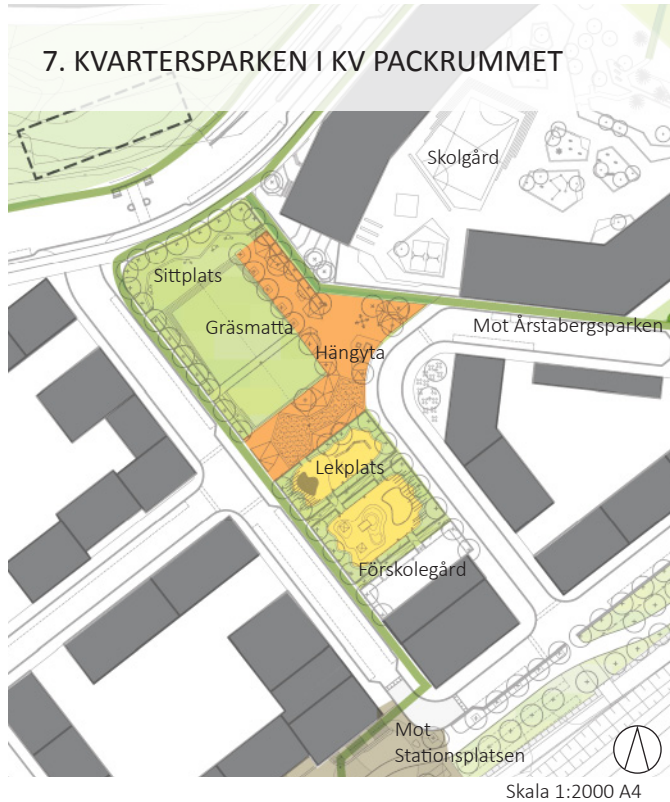 7. KVARTERSPARKEN I KV PACKRUMMET
Skolgård
Sittplats
Gräsmatta
Mot Årstabergsparken
Hängyta
Lekplats
Förskolegård
Mot
Stationsplatsen
Skala 1:2000 A4